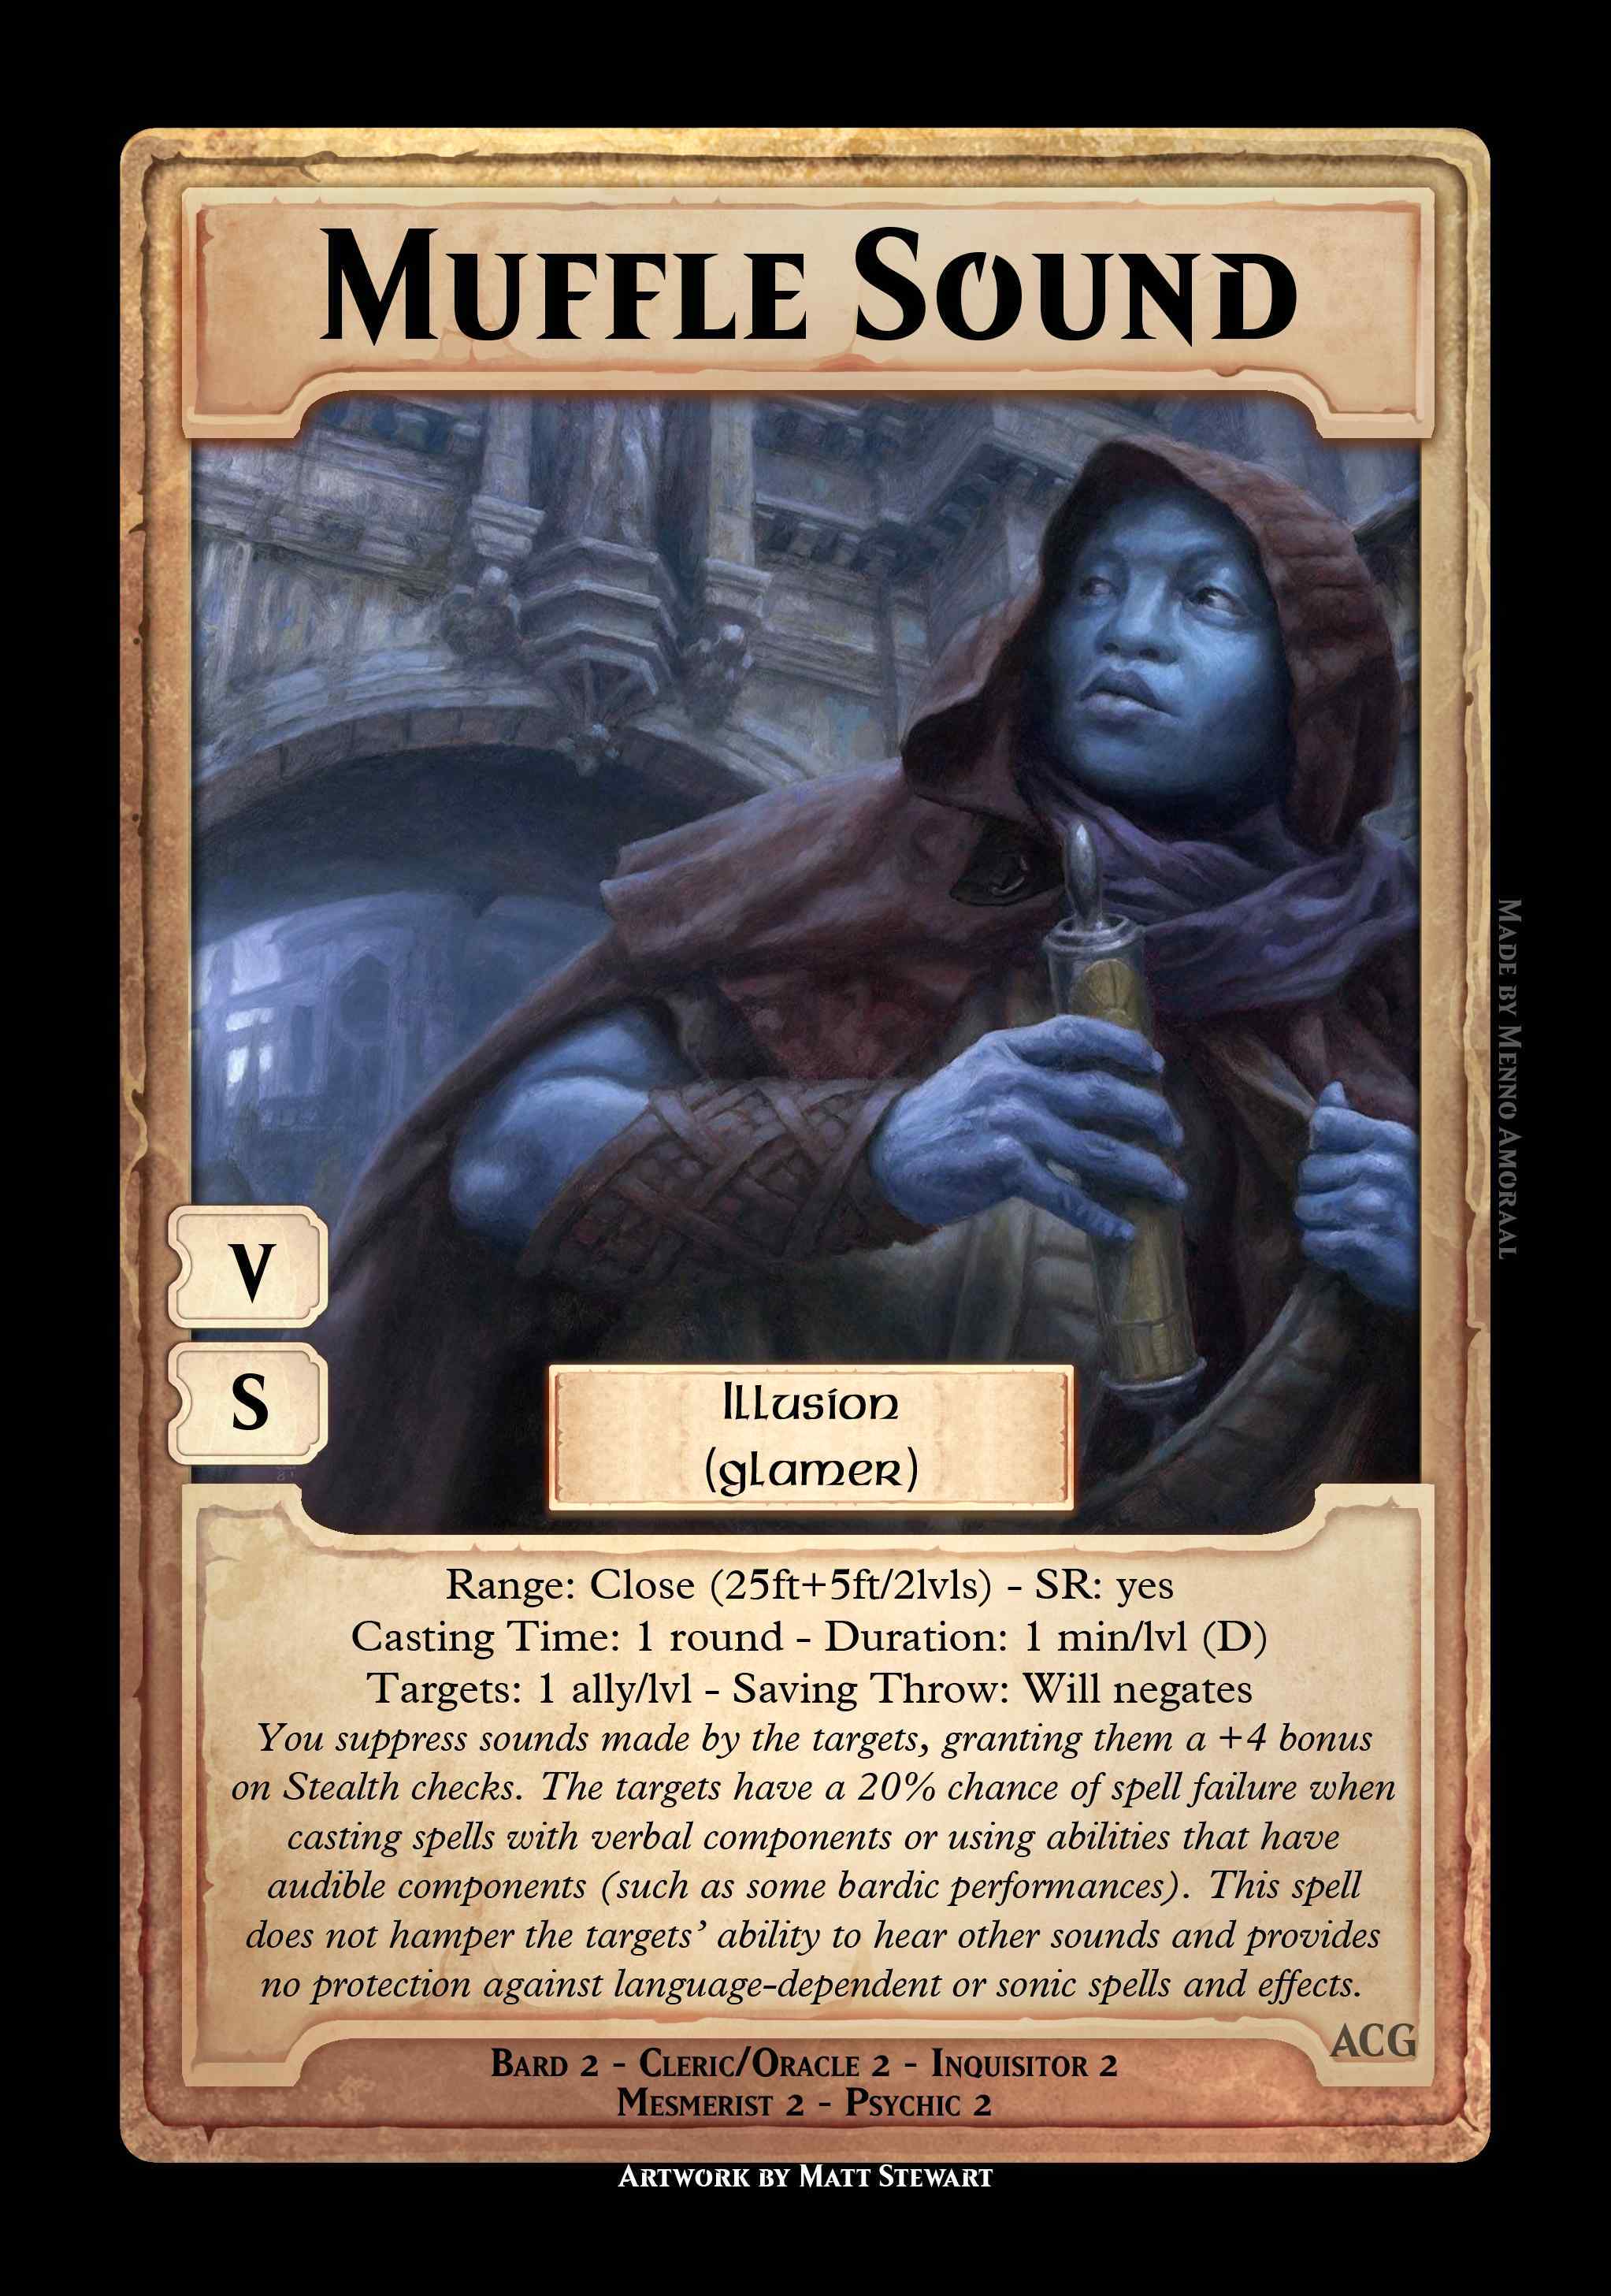 Muffle Sound
V
S
Illusion
(glamer)
Range: Close (25ft+5ft/2lvls) - SR: yes
Casting Time: 1 round - Duration: 1 min/lvl (D)
Targets: 1 ally/lvl - Saving Throw: Will negates
You suppress sounds made by the targets, granting them a +4 bonus
on Stealth checks. The targets have a 20% chance of spell failure when
casting spells with verbal components or using abilities that have
audible components (such as some bardic performances). This spell
does not hamper the targets’ ability to hear other sounds and provides
no protection against language-dependent or sonic spells and effects.
ACG
Bard 2 - Cleric/Oracle 2 - Inquisitor 2
Mesmerist 2 - Psychic 2
Artwork by Matt Stewart
Made by Menno Amoraal